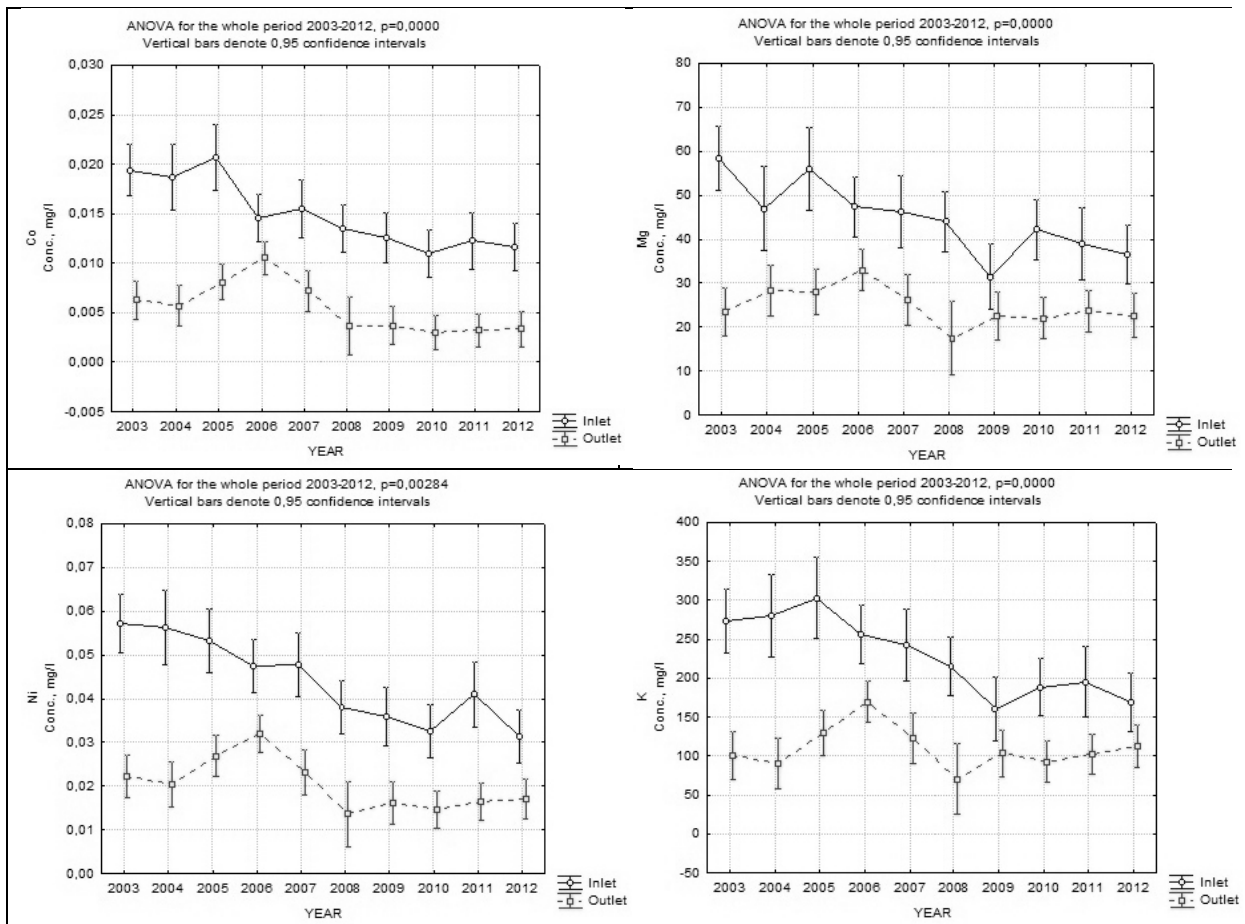 ANOVA for the whole period 2003-2012, p=0,0000
Vertical bars denote 0,95 confidence intervals
0,030
0,025
0,020
0,015
0,010
0,005
0,000
-0,005
Co
Conc., mg/l
2003 2004 2005 2006 2007 2008 2009 2010 2011 2012
YEAR
Inlet
Outlet
ANOVA for the whole period 2003-2012, p=0,0000
Vertical bars denote 0,95 confidence intervals
80
70
60
50
40
30
20
10
0
Mg
Conc., mg/l
2003 2004 2005 2006 2007 2008 2009 2010 2011 2012
YEAR
Inlet
Outlet
ANOVA for the whole period 2003-2012, p=0,00284
Vertical bars denote 0,95 confidence intervals
0,08
0,07
0,06
0,05
0,04
0,03
0,02
0,01
0,00
Ni
Conc., mg/l
2003 2004 2005 2006 2007 2008 2009 2010 2011 2012
YEAR
Inlet
Outlet
ANOVA for the whole period 2003-2012, p=0,0000
Vertical bars denote 0,95 confidence intervals
400
350
300
250
200
150
100
50
0
-50
K
Conc., mg/l
2003 2004 2005 2006 2007 2008 2009 2010 2011 2012
YEAR
Inlet
Outlet